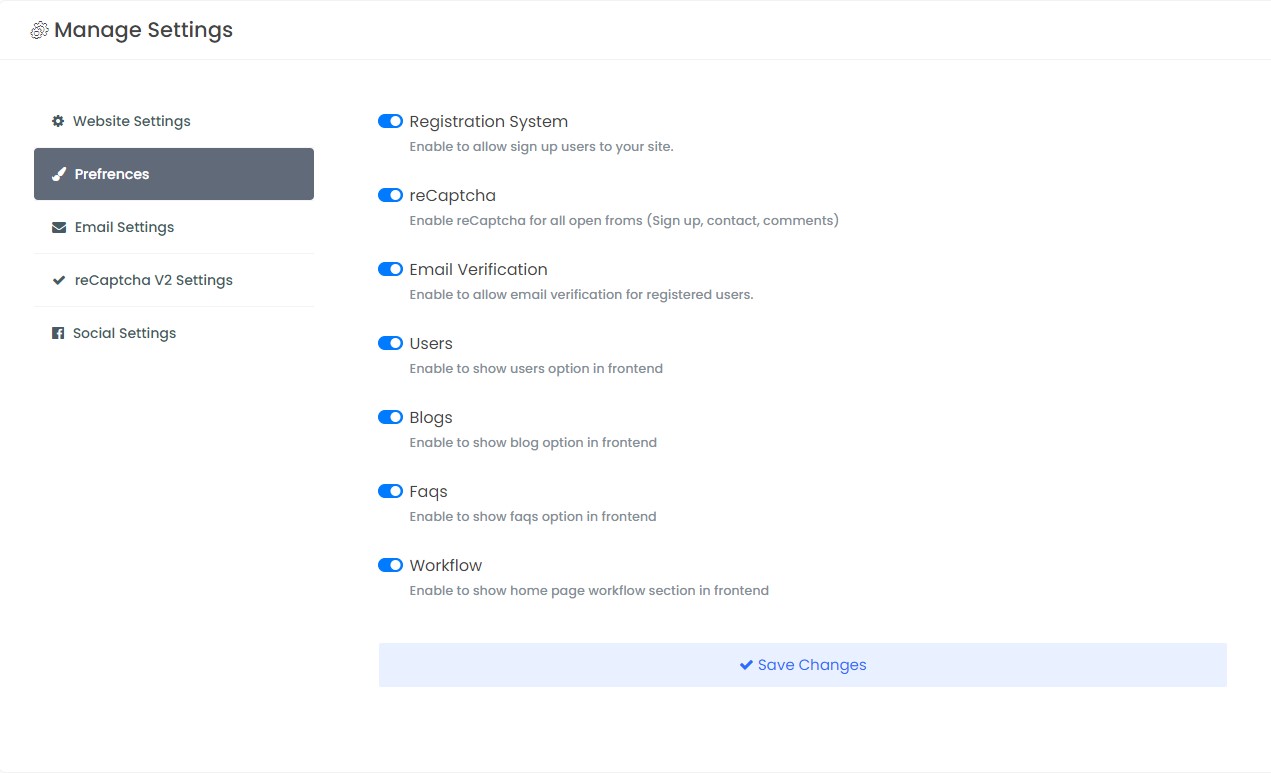 Manage Settings
Website Settings
Prefrences
Email Settings
reCaptcha V2 Settings
Social Settings
Registration System
Enable to allow sign up users to your site.
reCaptcha
Enable reCaptcha for all open froms (Sign up, contact, comments)
Email Verification
Enable to allow email verification for registered users.
Users
Enable to show users option in frontend
Blogs
Enable to show blog option in frontend
Faqs
Enable to show faqs option in frontend
Workflow
Enable to show home page workflow section in frontend
Save Changes